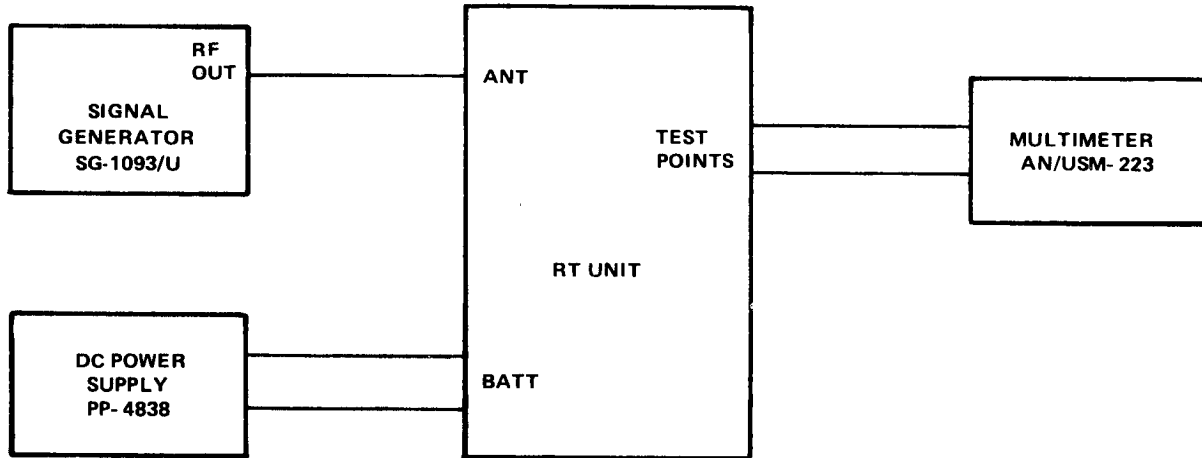 RF
OUT
SIGNAL
GENERATOR
SG-1093/U
ANT
TEST
POINTS
MULTIMETER
AN/USM-223
RT UNIT
DC POWER
SUPPLY
PP-4838
BATT